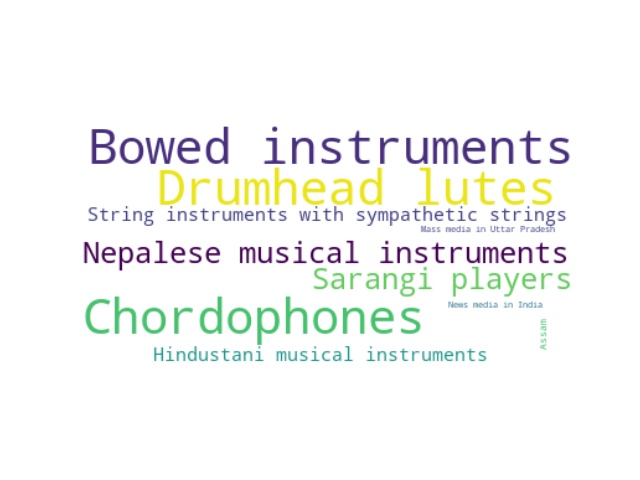 Bowed instruments
Drumhead lutes
String instruments with sympathetic strings
Mass media in Uttar Pradesh
Nepalese musical instruments
Sarangi players
Chordophones
News media in India
Assam
Hindustani musical instruments